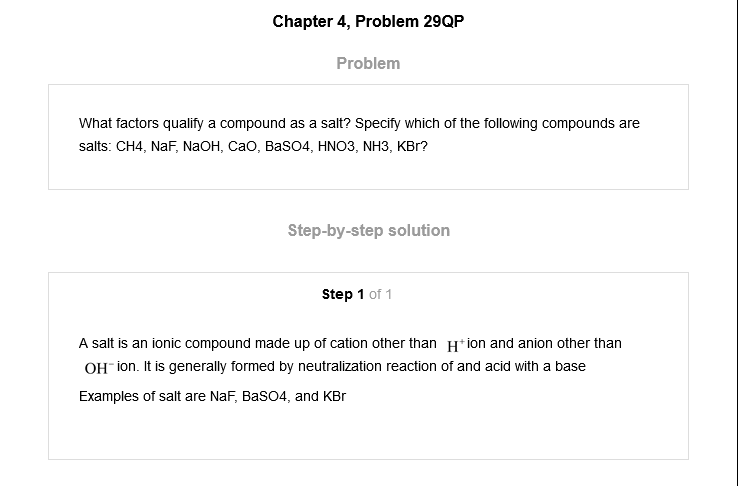 Chapter 4, Problem 29QP
Problem
What factors qualify a compound as a salt? Specify which of the following compounds are
salts: CH4, NaF, NaOH, CaO, BaSO4, HNO3, NH3, KBr?
Step-by-step solution
Step 1 of 1
A salt is an ionic compound made up of cation other than H⁺ ion and anion other than
OH⁻ ion. It is generally formed by neutralization reaction of and acid with a base
Examples of salt are NaF, BaSO4, and KBr